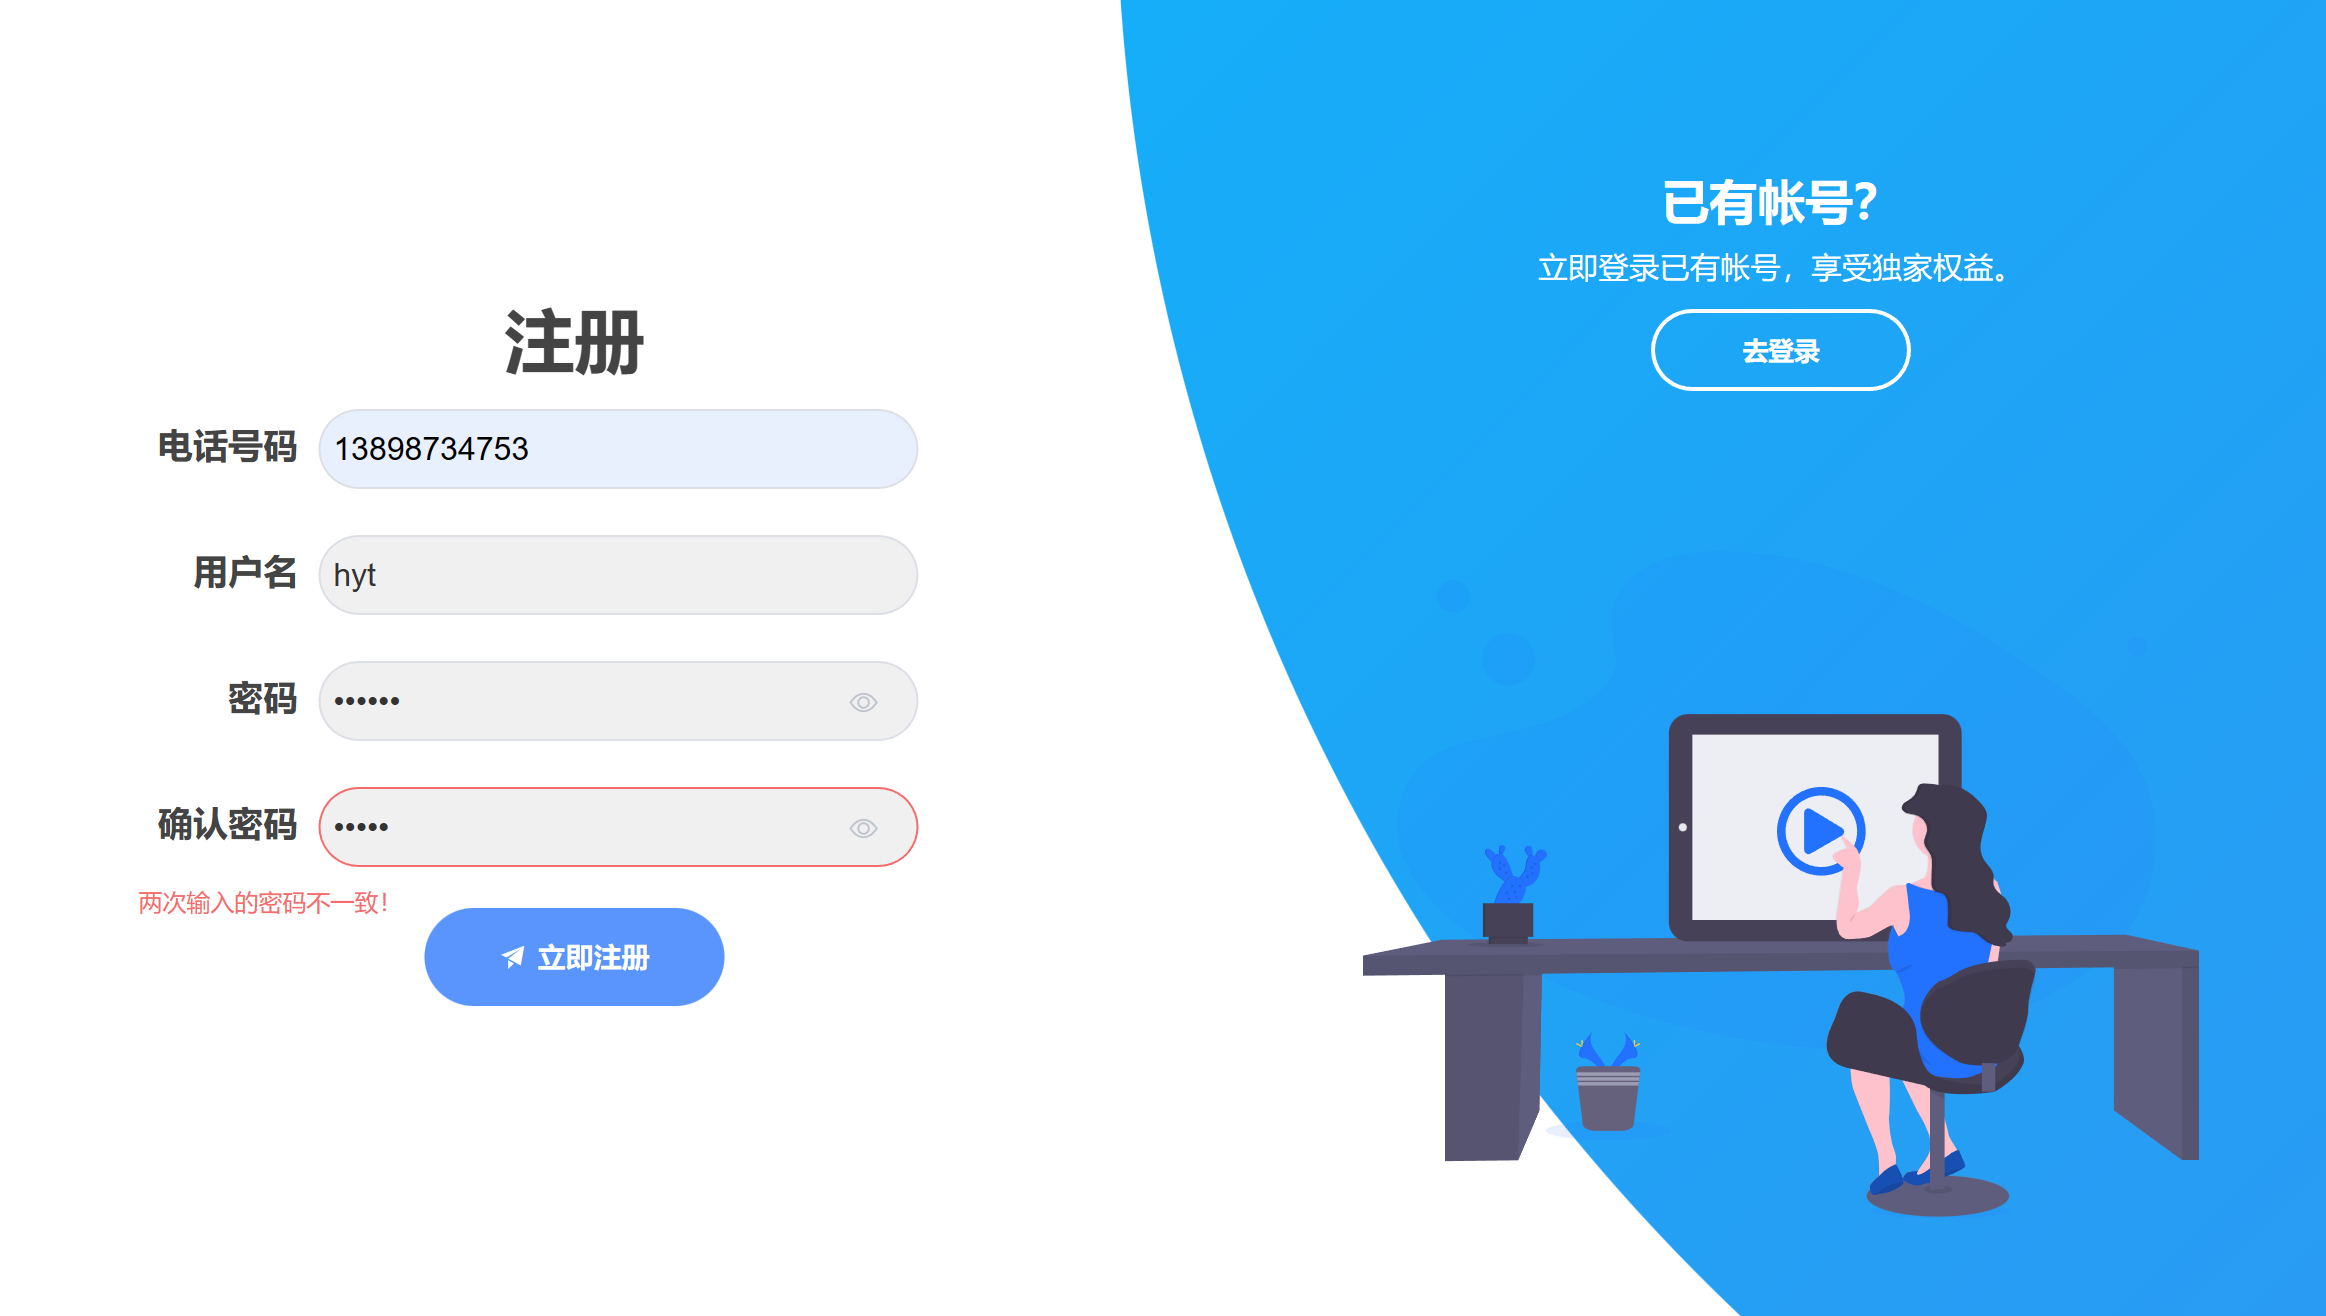 注册
电话号码 13898734753
用户名 hyt
密码 ••••••
确认密码 •••••
两次输入的密码不一致！
立即注册
已有帐号？
立即登录已有帐号，享受独家权益。
去登录